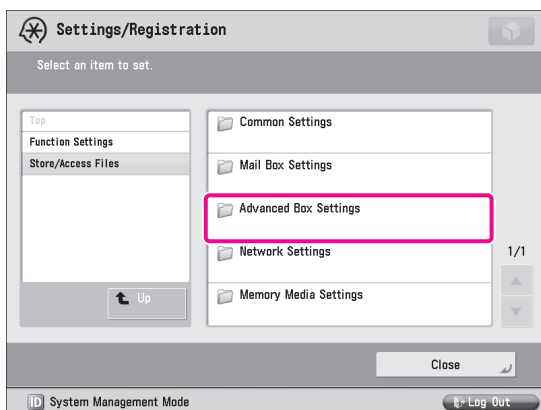 Settings/Registration
Select an item to set.
Top
Function Settings
Store/Access Files
Up
Common Settings
Mail Box Settings
Advanced Box Settings
Network Settings
Memory Media Settings
1/1
Close
ID System Management Mode
Log Out